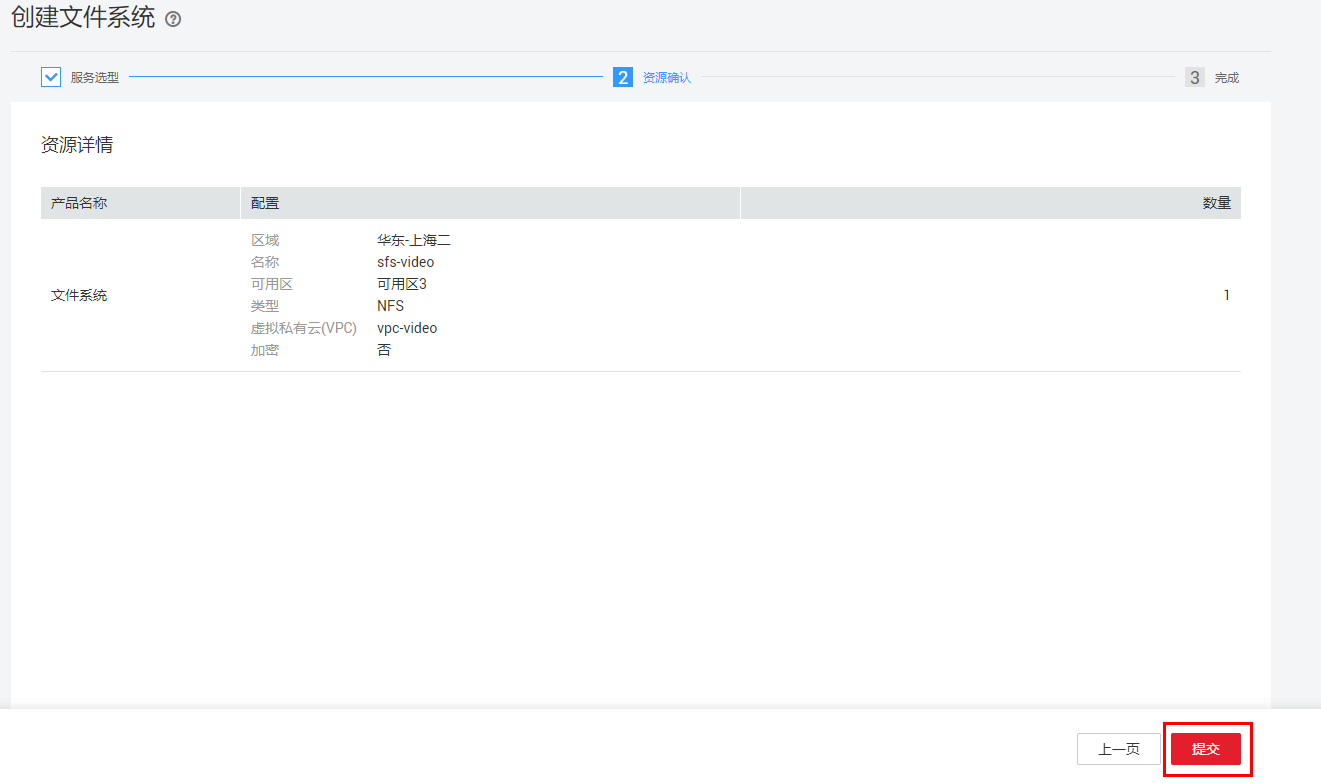 创建文件系统 ?
服务选型 2 资源确认 3 完成
资源详情
产品名称 配置 数量
区域 华东-上海二
名称 sfs-video
可用区 可用区3
文件系统 1
类型 NFS
虚拟私有云(VPC) vpc-video
加密 否
上一页 提交